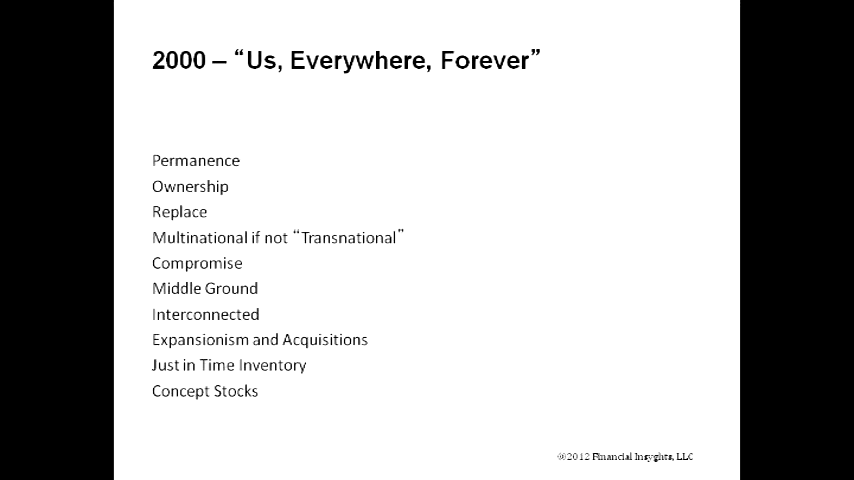 2000 – “Us, Everywhere, Forever”
Permanence
Ownership
Replace
Multinational if not “Transnational”
Compromise
Middle Ground
Interconnected
Expansionism and Acquisitions
Just in Time Inventory
Concept Stocks
©2012 Financial Insyghts, LLC